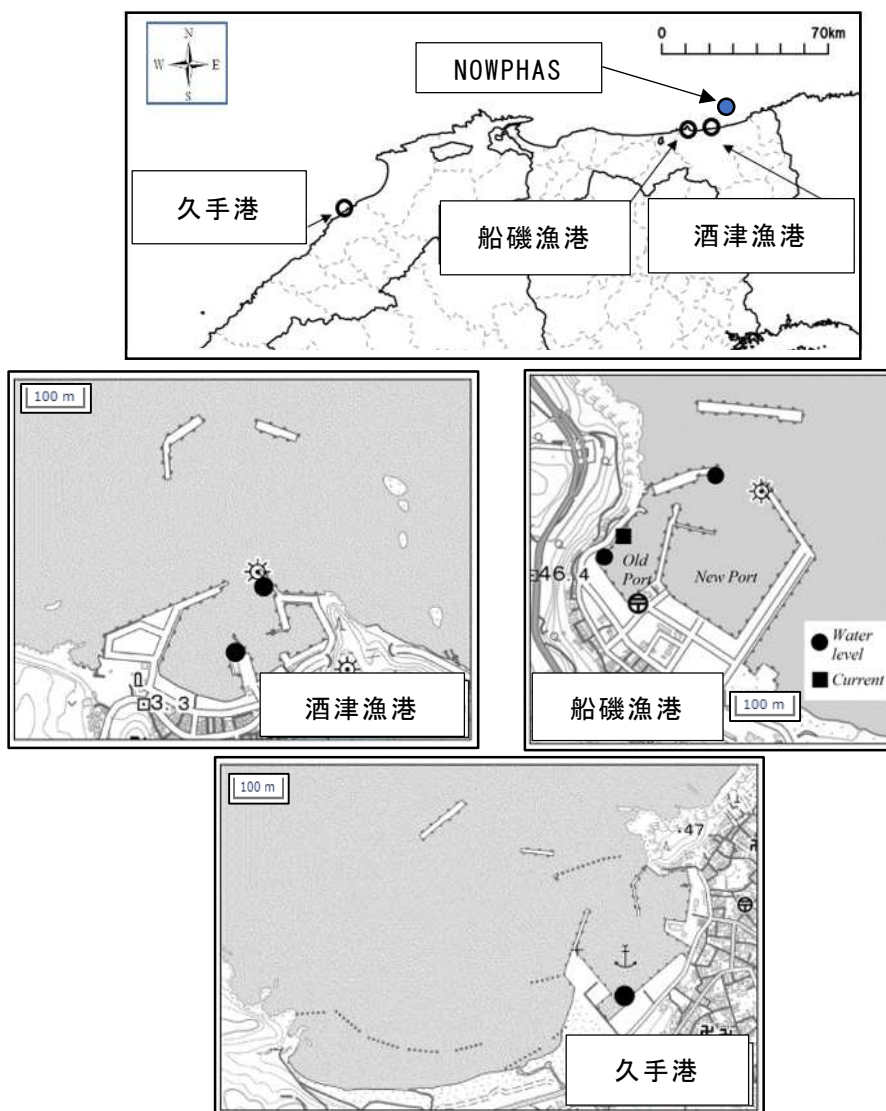 N
W E
S
0 70km
NOWPHAS
久手港
船磯漁港
酒津漁港
100 m
3.3
酒津漁港
100 m
46.4
Old
Port
New Port
Water
level
Current
船磯漁港
100 m
47
久手港